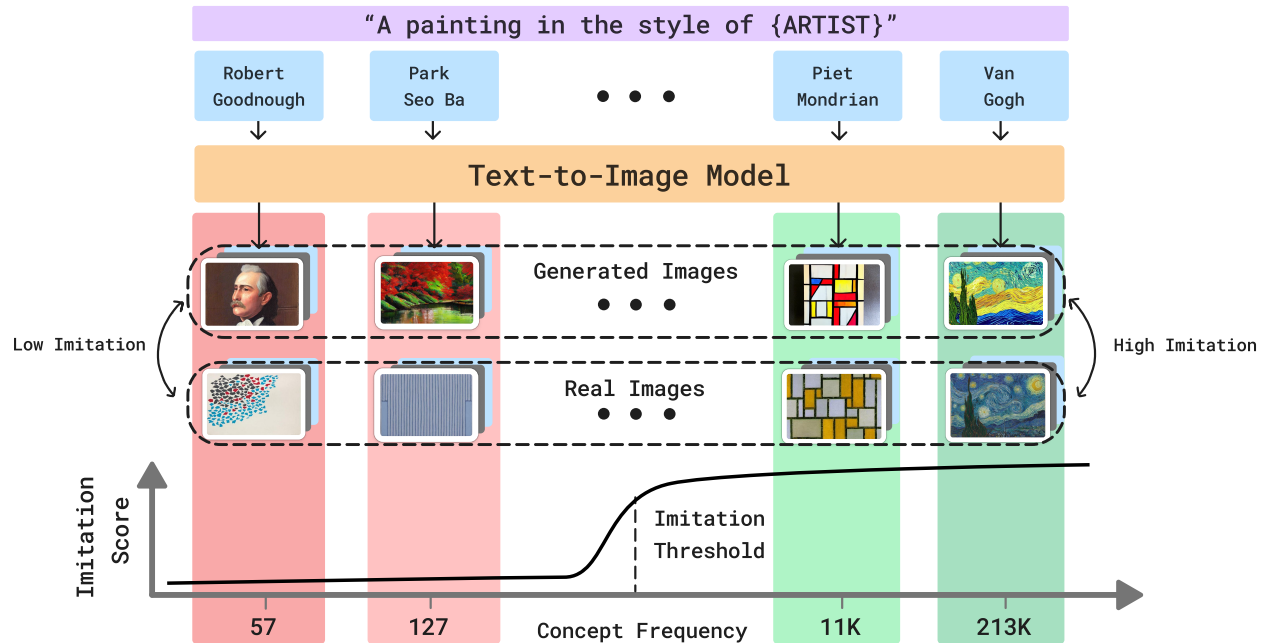 “A painting in the style of {ARTIST}”
Robert
Goodnough
Park
Seo Ba
Piet
Mondrian
Van
Gogh
Text-to-Image Model
Generated Images
Low Imitation
High Imitation
Real Images
Imitation
Score
Imitation
Threshold
57
127
Concept Frequency
11K
213K